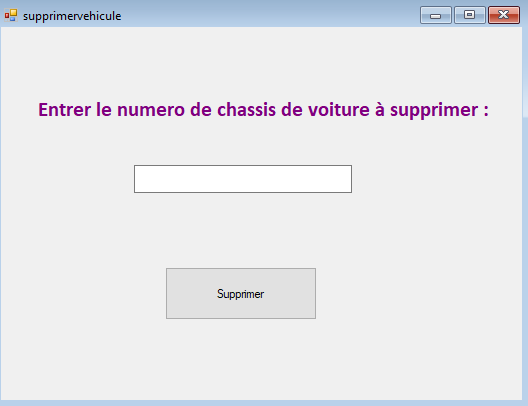 supprimervehicule
Entrer le numero de chassis de voiture à supprimer :
Supprimer